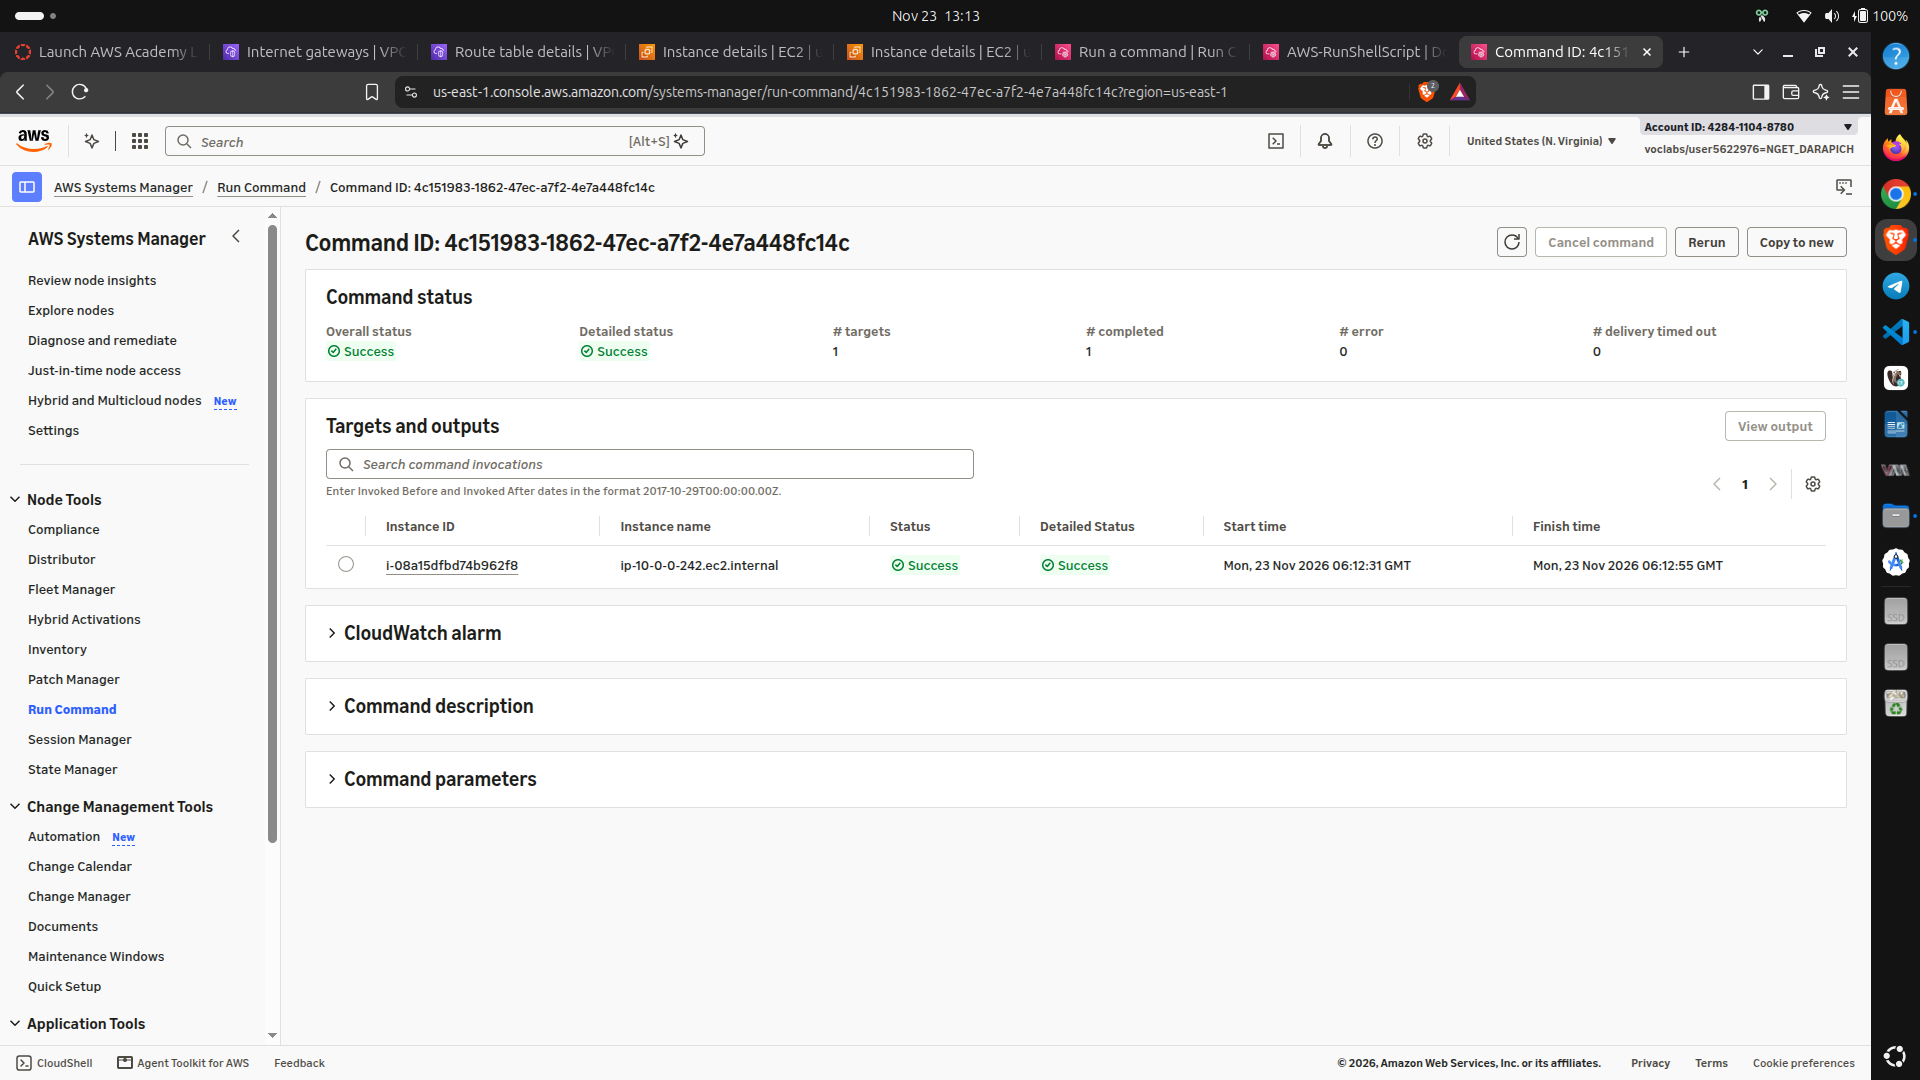 Nov 23 13:13
100%
Launch AWS Academy L
Internet gateways | VPC
Route table details | VP
Instance details | EC2 | u
Instance details | EC2 | u
Run a command | Run C
AWS-RunShellScript | D
Command ID: 4c151
us-east-1.console.aws.amazon.com/systems-manager/run-command/4c151983-1862-47ec-a7f2-4e7a448fc14c?region=us-east-1
2
aws
Search
[Alt+S]
United States (N. Virginia)
Account ID: 4284-1104-8780
voclabs/user5622976=NGET_DARAPICH
AWS Systems Manager / Run Command / Command ID: 4c151983-1862-47ec-a7f2-4e7a448fc14c
AWS Systems Manager
Review node insights
Explore nodes
Diagnose and remediate
Just-in-time node access
Hybrid and Multicloud nodes New
Settings
Node Tools
Compliance
Distributor
Fleet Manager
Hybrid Activations
Inventory
Patch Manager
Run Command
Session Manager
State Manager
Change Management Tools
Automation New
Change Calendar
Change Manager
Documents
Maintenance Windows
Quick Setup
Application Tools
Command ID: 4c151983-1862-47ec-a7f2-4e7a448fc14c
Cancel command
Rerun
Copy to new
Command status
Overall status
Success
Detailed status
Success
# targets
1
# completed
1
# error
0
# delivery timed out
0
Targets and outputs
View output
Search command invocations
Enter Invoked Before and Invoked After dates in the format 2017-10-29T00:00:00.00Z.
1
Instance ID Instance name Status Detailed Status Start time Finish time
i-08a15dfbd74b962f8 ip-10-0-0-242.ec2.internal Success Success Mon, 23 Nov 2026 06:12:31 GMT Mon, 23 Nov 2026 06:12:55 GMT
CloudWatch alarm
Command description
Command parameters
SSD
SSD
CloudShell
Agent Toolkit for AWS
Feedback
© 2026, Amazon Web Services, Inc. or its affiliates.
Privacy
Terms
Cookie preferences